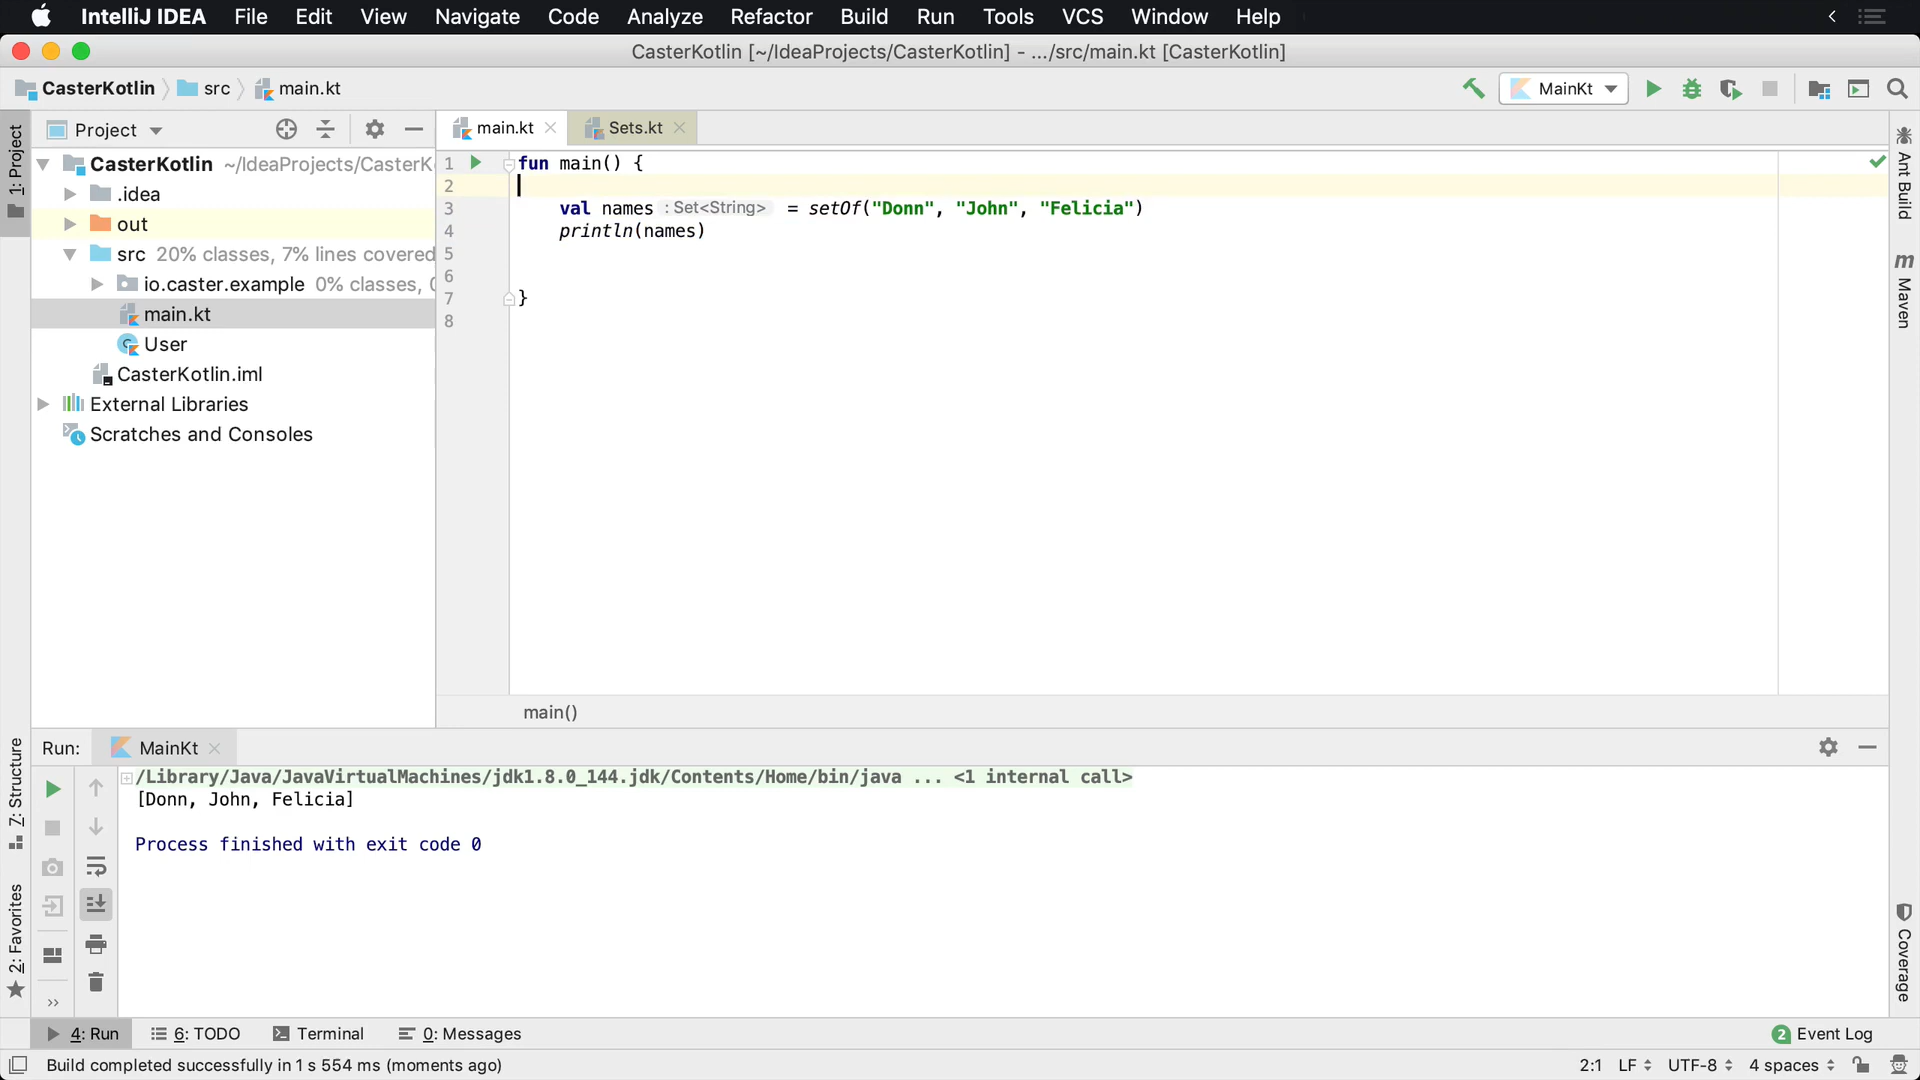 IntelliJ IDEA File Edit View Navigate Code Analyze Refactor Build Run Tools VCS Window Help
CasterKotlin [~/IdeaProjects/CasterKotlin] - .../src/main.kt [CasterKotlin]
CasterKotlin src main.kt MainKt
Project main.kt Sets.kt
1: Project
CasterKotlin ~/IdeaProjects/CasterK
.idea
out
src 20% classes, 7% lines covered
io.caster.example 0% classes,
main.kt
User
CasterKotlin.iml
External Libraries
Scratches and Consoles
1 fun main() {
2
3 val names : Set<String> = setOf("Donn", "John", "Felicia")
4 println(names)
5
6
7 }
8
main()
Ant Build
m Maven
Run: MainKt
/Library/Java/JavaVirtualMachines/jdk1.8.0_144.jdk/Contents/Home/bin/java ... <1 internal call>
[Donn, John, Felicia]
Process finished with exit code 0
Z: Structure
2: Favorites
Coverage
4: Run 6: TODO Terminal 0: Messages 2 Event Log
Build completed successfully in 1 s 554 ms (moments ago) 2:1 LF UTF-8 4 spaces